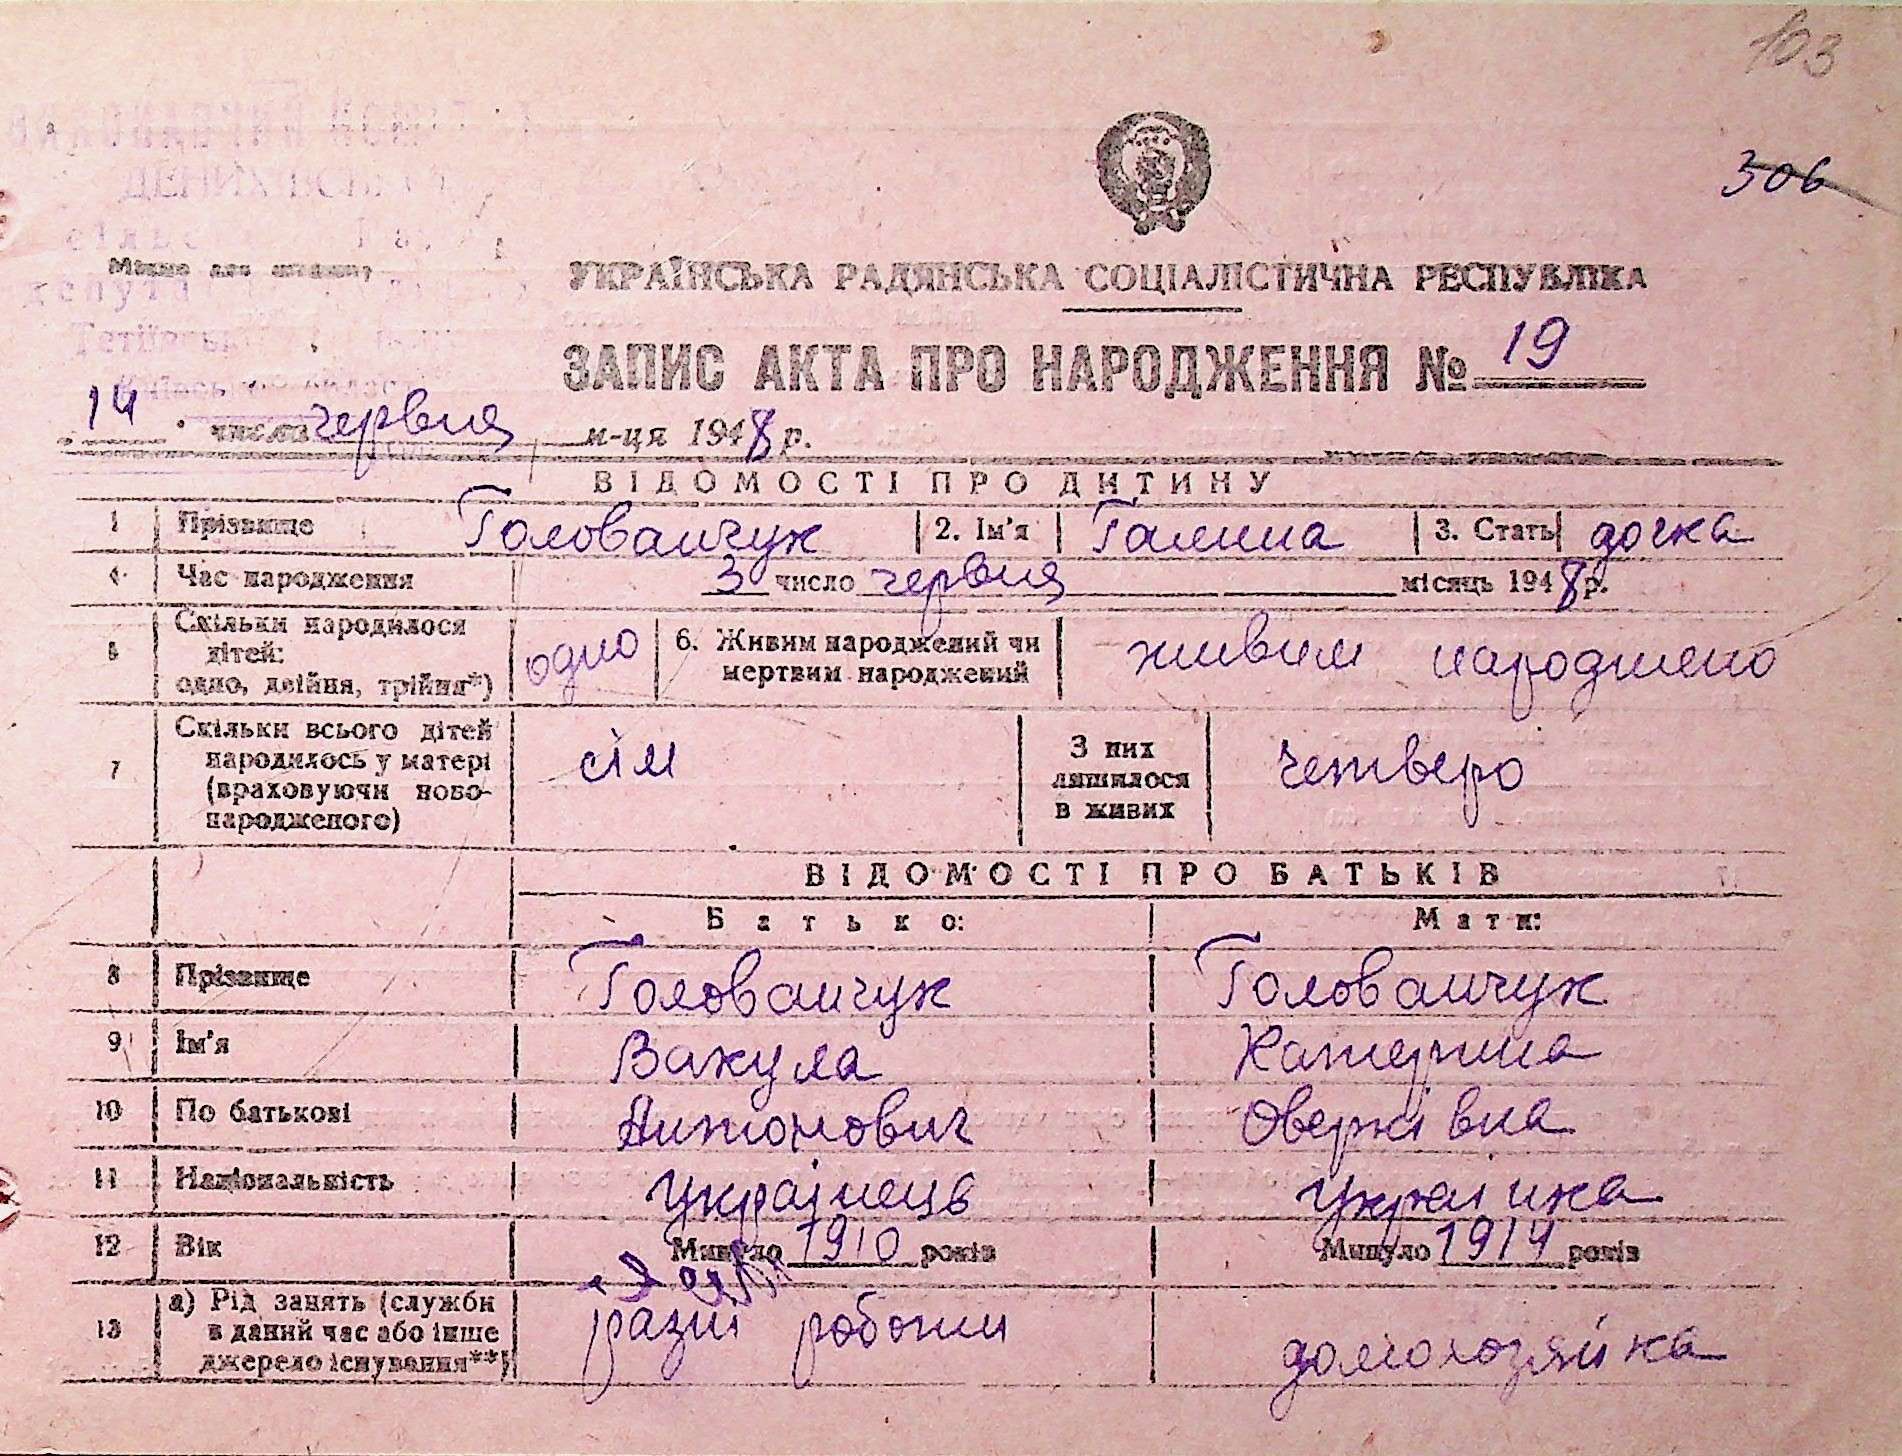 103
306
Місце для штампу
УКРАЇНСЬКА РАДЯНСЬКА СОЦІАЛІСТИЧНА РЕСПУБЛІКА
ЗАПИС АКТА ПРО НАРОДЖЕННЯ № 19
14 числа червня м-ця 1948 р.
ВІДОМОСТІ ПРО ДИТИНУ
1 Прізвище Головайчук 2. Ім'я Галина 3. Стать дочка
4 Час народження 3 число червня місяць 1948 р.
5 Скільки народилося дітей: одно, двійня, трійня*) одно 6. Живим народжений чи мертвим народжений живим народжено
7 Скільки всього дітей народилось у матері (враховуючи новонародженого) сім З них лишилося в живих четверо
ВІДОМОСТІ ПРО БАТЬКІВ
Батько: Мати:
8 Прізвище Головайчук Головайчук
9 Ім'я Вакула Катерина
10 По батькові Антонович Оверківна
11 Національність Українець Українка
12 Вік Минуло 1910 років Минуло 1914 років
13 а) Рід занять (служби в даний час або інше джерело існування**) разні роботи домохозяйка